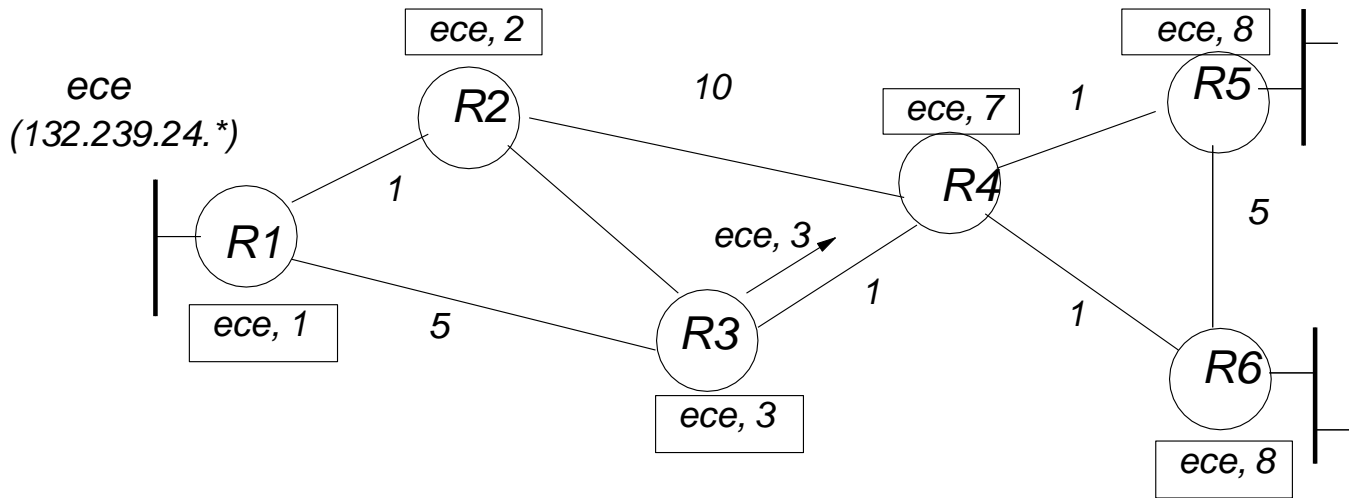 ece, 2
ece, 8
ece
(132.239.24.*)
R2
10
ece, 7
1
R5
1
R4
5
R1
ece, 3
ece, 1
5
R3
1
1
R6
ece, 3
ece, 8